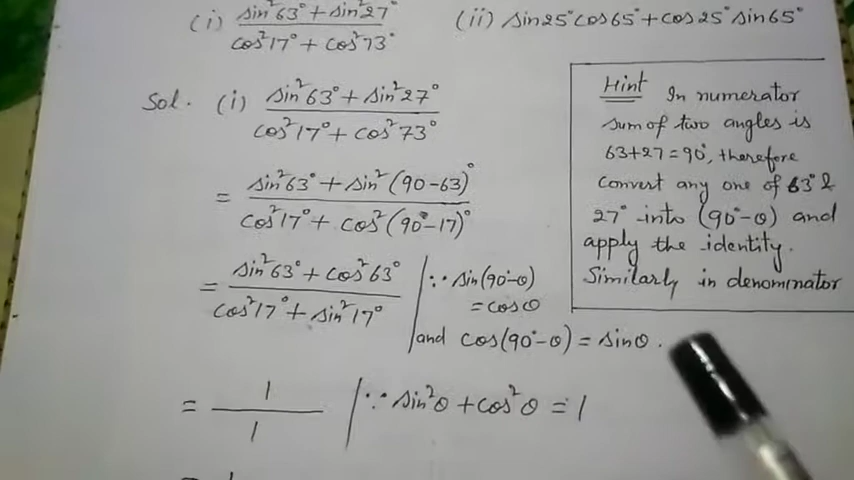 (i) sin²63° + sin²27° (ii) sin25° cos65° + cos25° sin65°
cos²17° + cos²73°
Sol. (i) sin²63° + sin²27°
cos²17° + cos²73°
= sin²63° + sin²(90-63)°
cos²17° + cos²(90°-17)°
= sin²63° + cos²63°
cos²17° + sin²17°
∵ sin(90°-θ)
= cosθ
and cos(90°-θ) = sinθ.
= 1
1
∵ sin²θ + cos²θ = 1
Hint In numerator
sum of two angles is
63+27 = 90°, therefore
convert any one of 63° &
27° into (90°-θ) and
apply the identity.
Similarly in denominator